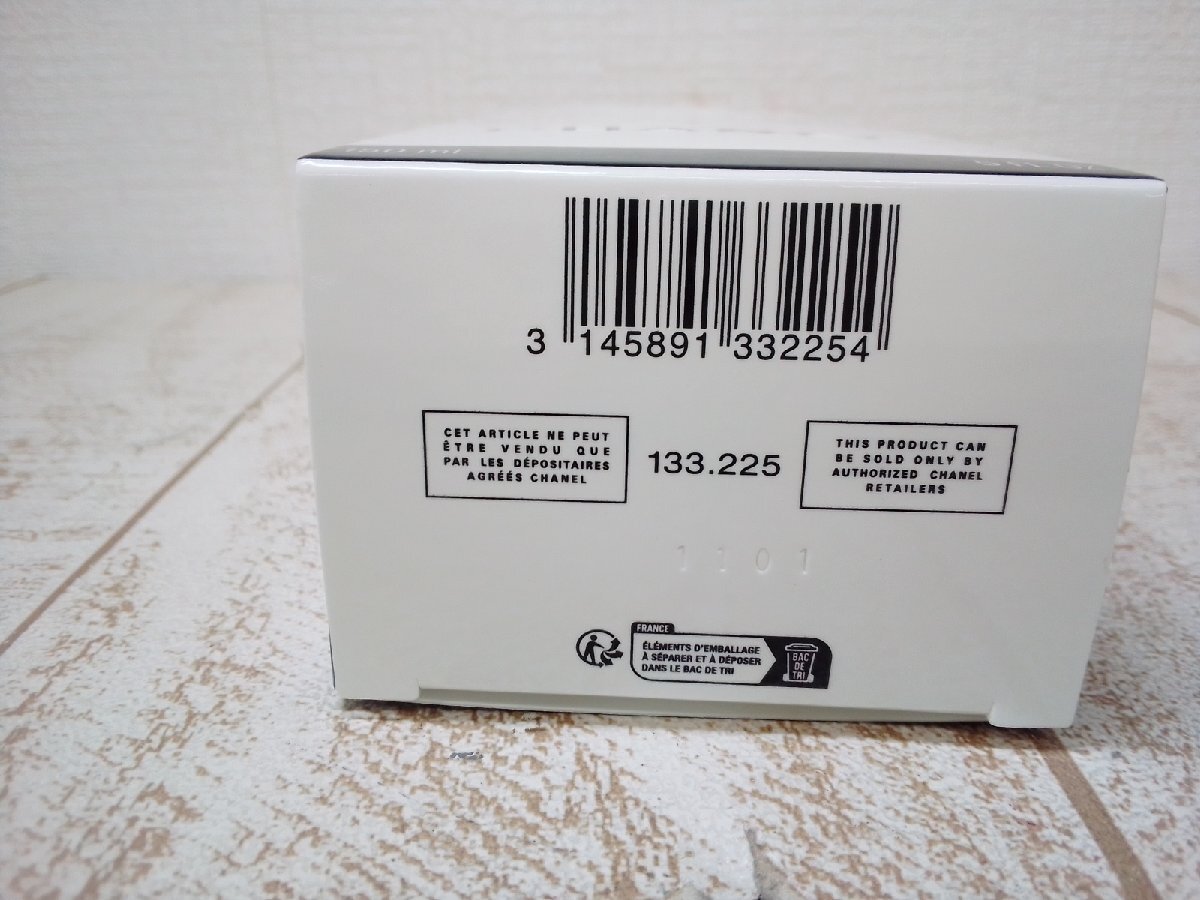 3 145891 332254
CET ARTICLE NE PEUT
ÊTRE VENDU QUE
PAR LES DÉPOSITAIRES
AGRÉÉS CHANEL
133.225
THIS PRODUCT CAN
BE SOLD ONLY BY
AUTHORIZED CHANEL
RETAILERS
1101
FRANCE
ÉLÉMENTS D'EMBALLAGE
À SÉPARER ET À DÉPOSER
DANS LE BAC DE TRI
BAC
DE
TRI